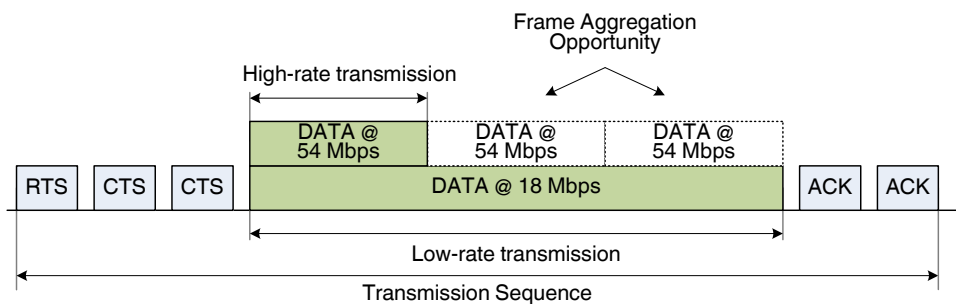 Frame Aggregation
Opportunity
High-rate transmission
DATA @
54 Mbps
DATA @
54 Mbps
DATA @
54 Mbps
RTS
CTS
CTS
DATA @ 18 Mbps
ACK
ACK
Low-rate transmission
Transmission Sequence